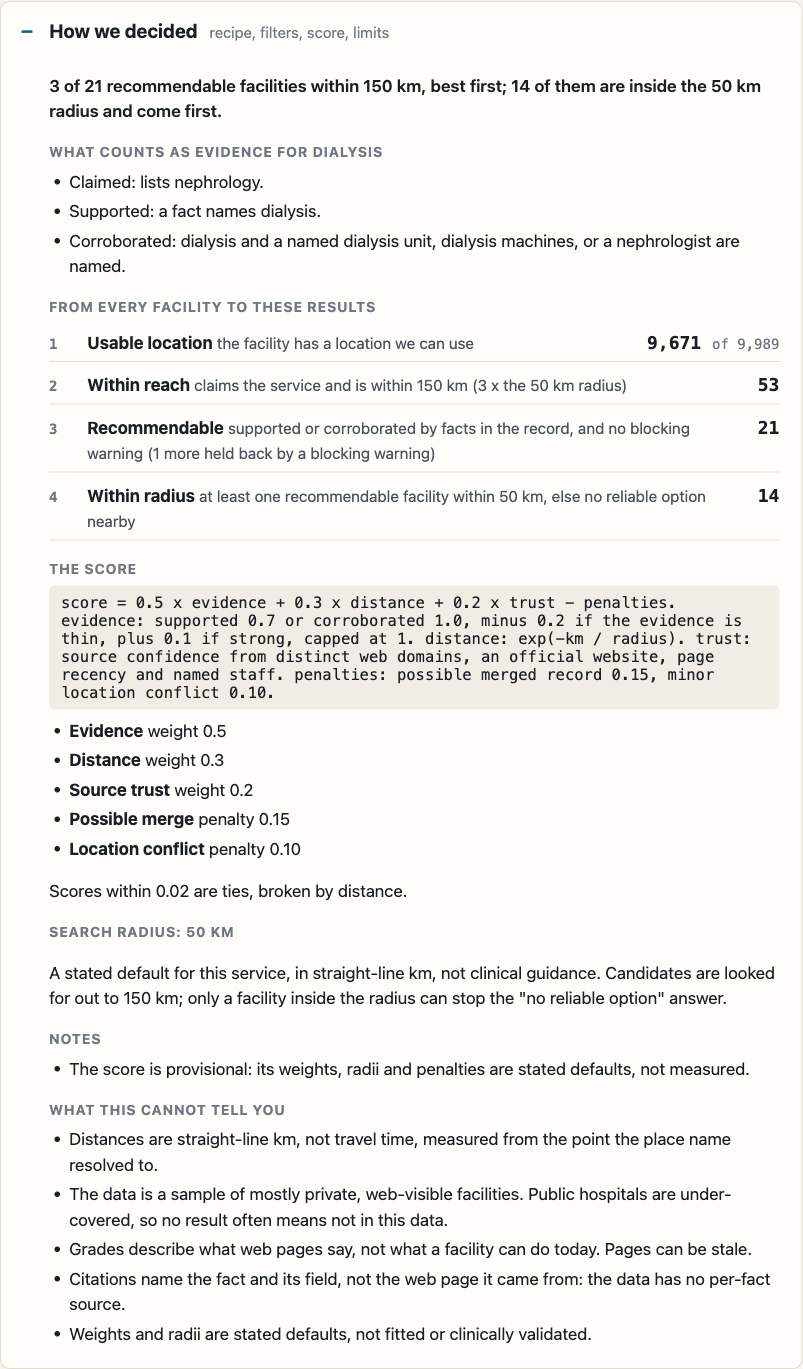 − How we decided recipe, filters, score, limits
3 of 21 recommendable facilities within 150 km, best first; 14 of them are inside the 50 km
radius and come first.
WHAT COUNTS AS EVIDENCE FOR DIALYSIS
• Claimed: lists nephrology.
• Supported: a fact names dialysis.
• Corroborated: dialysis and a named dialysis unit, dialysis machines, or a nephrologist are
named.
FROM EVERY FACILITY TO THESE RESULTS
1 Usable location the facility has a location we can use 9,671 of 9,989
2 Within reach claims the service and is within 150 km (3 x the 50 km radius) 53
3 Recommendable supported or corroborated by facts in the record, and no blocking 21
warning (1 more held back by a blocking warning)
4 Within radius at least one recommendable facility within 50 km, else no reliable option 14
nearby
THE SCORE
score = 0.5 x evidence + 0.3 x distance + 0.2 x trust − penalties.
evidence: supported 0.7 or corroborated 1.0, minus 0.2 if the evidence is
thin, plus 0.1 if strong, capped at 1. distance: exp(−km / radius). trust:
source confidence from distinct web domains, an official website, page
recency and named staff. penalties: possible merged record 0.15, minor
location conflict 0.10.
• Evidence weight 0.5
• Distance weight 0.3
• Source trust weight 0.2
• Possible merge penalty 0.15
• Location conflict penalty 0.10
Scores within 0.02 are ties, broken by distance.
SEARCH RADIUS: 50 KM
A stated default for this service, in straight-line km, not clinical guidance. Candidates are looked
for out to 150 km; only a facility inside the radius can stop the "no reliable option" answer.
NOTES
• The score is provisional: its weights, radii and penalties are stated defaults, not measured.
WHAT THIS CANNOT TELL YOU
• Distances are straight-line km, not travel time, measured from the point the place name
resolved to.
• The data is a sample of mostly private, web-visible facilities. Public hospitals are under-
covered, so no result often means not in this data.
• Grades describe what web pages say, not what a facility can do today. Pages can be stale.
• Citations name the fact and its field, not the web page it came from: the data has no per-fact
source.
• Weights and radii are stated defaults, not fitted or clinically validated.